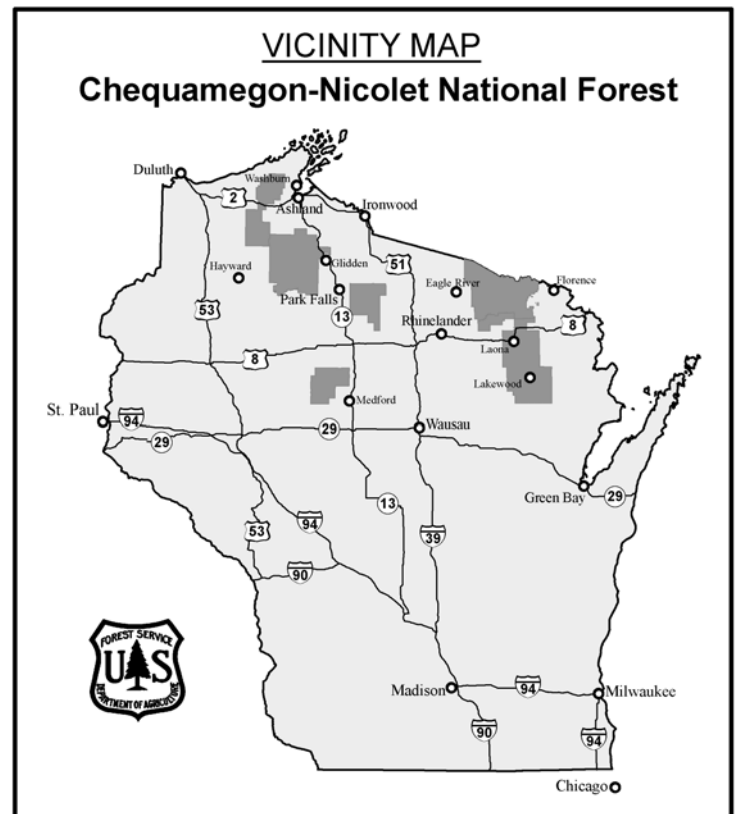 VICINITY MAP
Chequamegon-Nicolet National Forest
Duluth
Washburn
2
Ashland
Ironwood
Hayward
Glidden
51
Eagle River
Florence
Park Falls
53
13
Rhinelander
8
8
Laona
Lakewood
Medford
St. Paul
94
29
29
Wausau
Green Bay
29
13
94
53
39
90
FOREST SERVICE
U S
DEPARTMENT OF AGRICULTURE
Madison
94
Milwaukee
90
94
Chicago